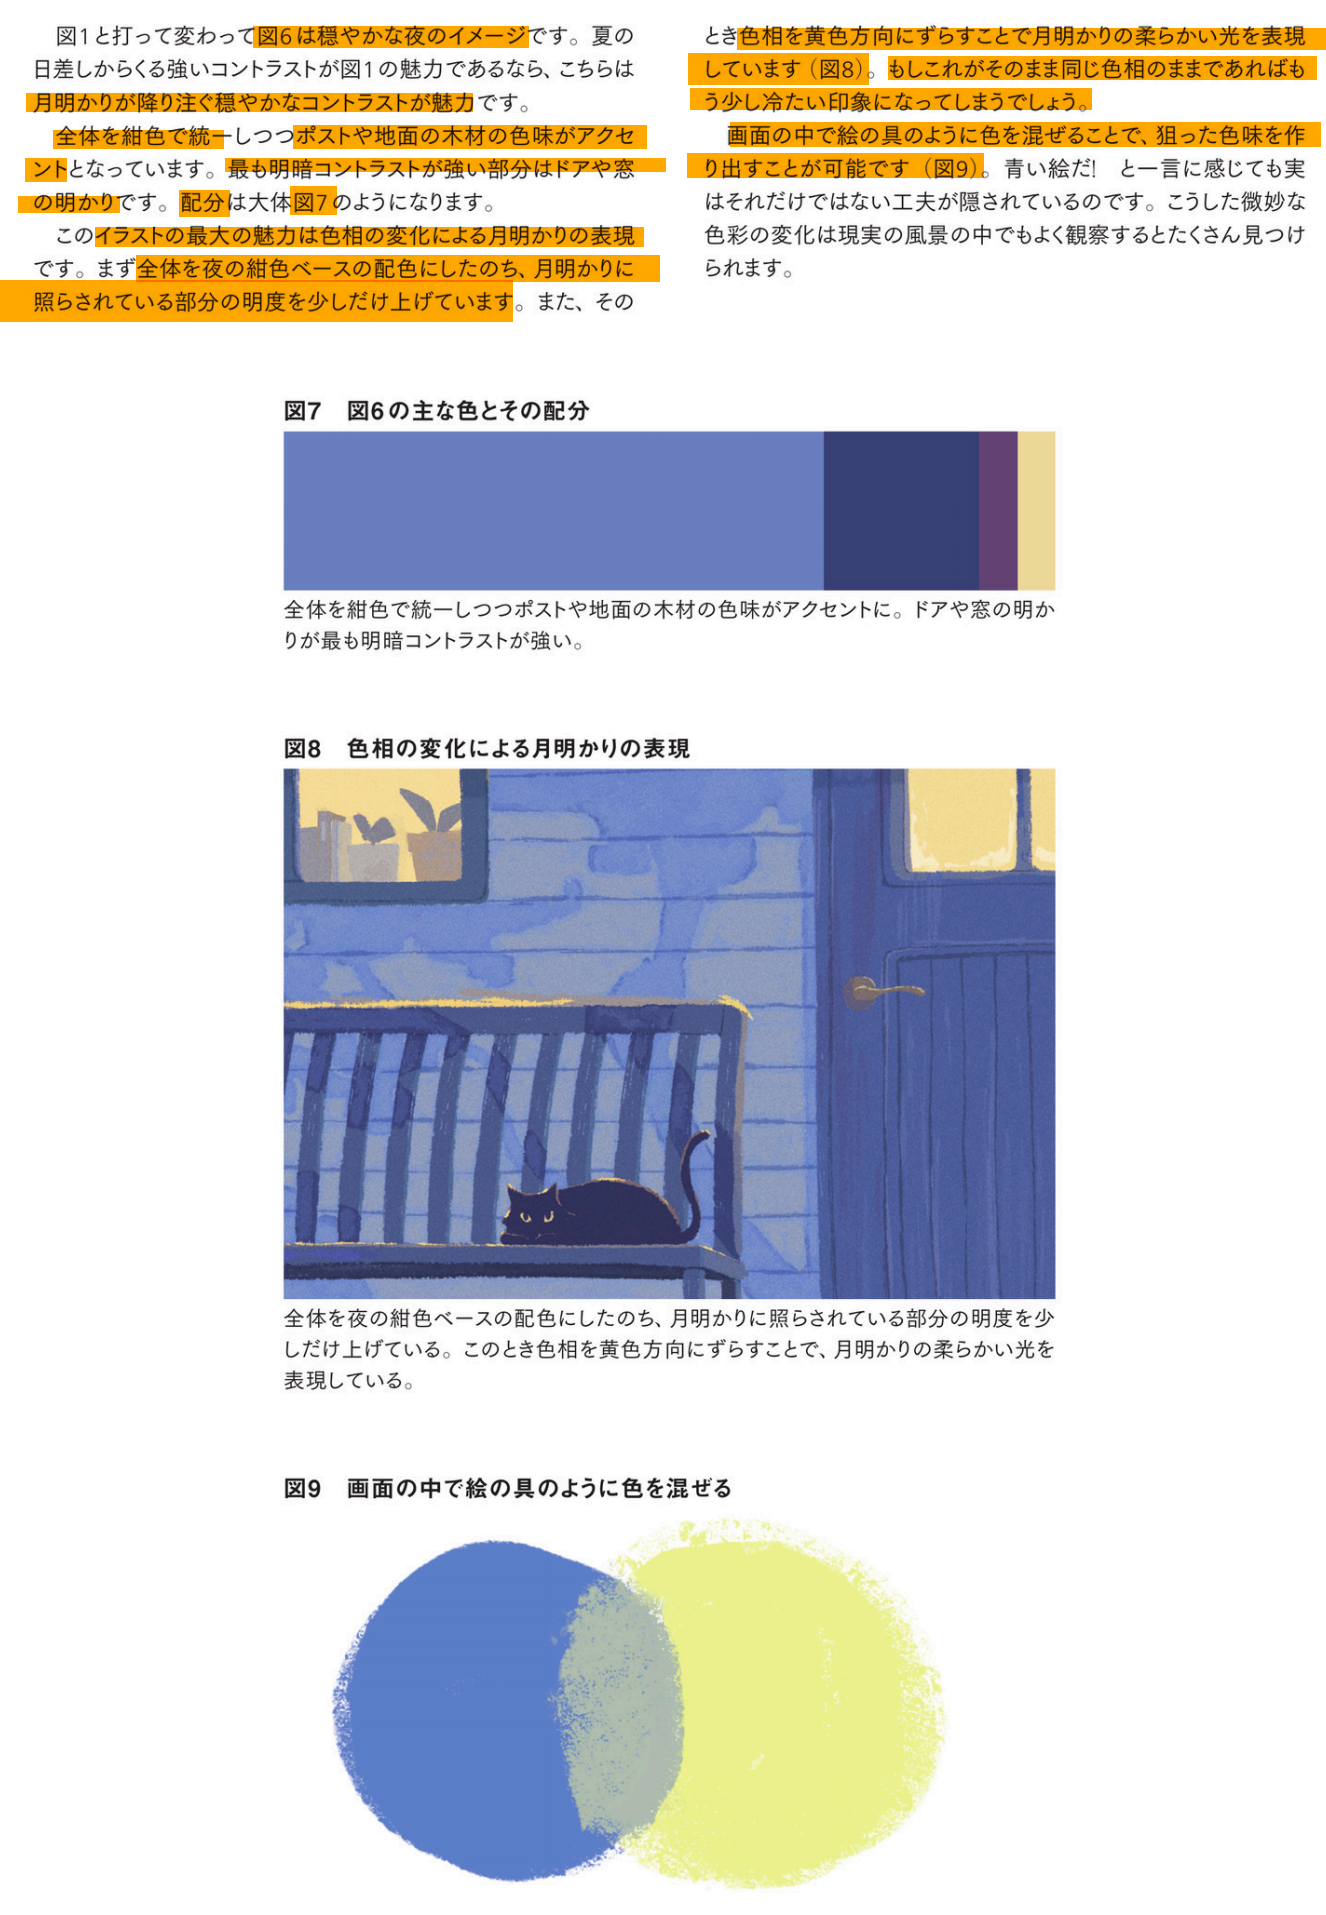 図1と打って変わって図6は穏やかな夜のイメージです。夏の
日差しからくる強いコントラストが図1の魅力であるなら、こちらは
月明かりが降り注ぐ穏やかなコントラストが魅力です。
全体を紺色で統一しつつポストや地面の木材の色味がアクセ
ントとなっています。最も明暗コントラストが強い部分はドアや窓
の明かりです。配分は大体図7のようになります。
このイラストの最大の魅力は色相の変化による月明かりの表現
です。まず全体を夜の紺色ベースの配色にしたのち、月明かりに
照らされている部分の明度を少しだけ上げています。また、その
とき色相を黄色方向にずらすことで月明かりの柔らかい光を表現
しています（図8）。もしこれがそのまま同じ色相のままであればも
う少し冷たい印象になってしまうでしょう。
画面の中で絵の具のように色を混ぜることで、狙った色味を作
り出すことが可能です（図9）。青い絵だ！　と一言に感じても実
はそれだけではない工夫が隠されているのです。こうした微妙な
色彩の変化は現実の風景の中でもよく観察するとたくさん見つけ
られます。
図7　図6の主な色とその配分
全体を紺色で統一しつつポストや地面の木材の色味がアクセントに。ドアや窓の明か
りが最も明暗コントラストが強い。
図8　色相の変化による月明かりの表現
全体を夜の紺色ベースの配色にしたのち、月明かりに照らされている部分の明度を少
しだけ上げている。このとき色相を黄色方向にずらすことで、月明かりの柔らかい光を
表現している。
図9　画面の中で絵の具のように色を混ぜる